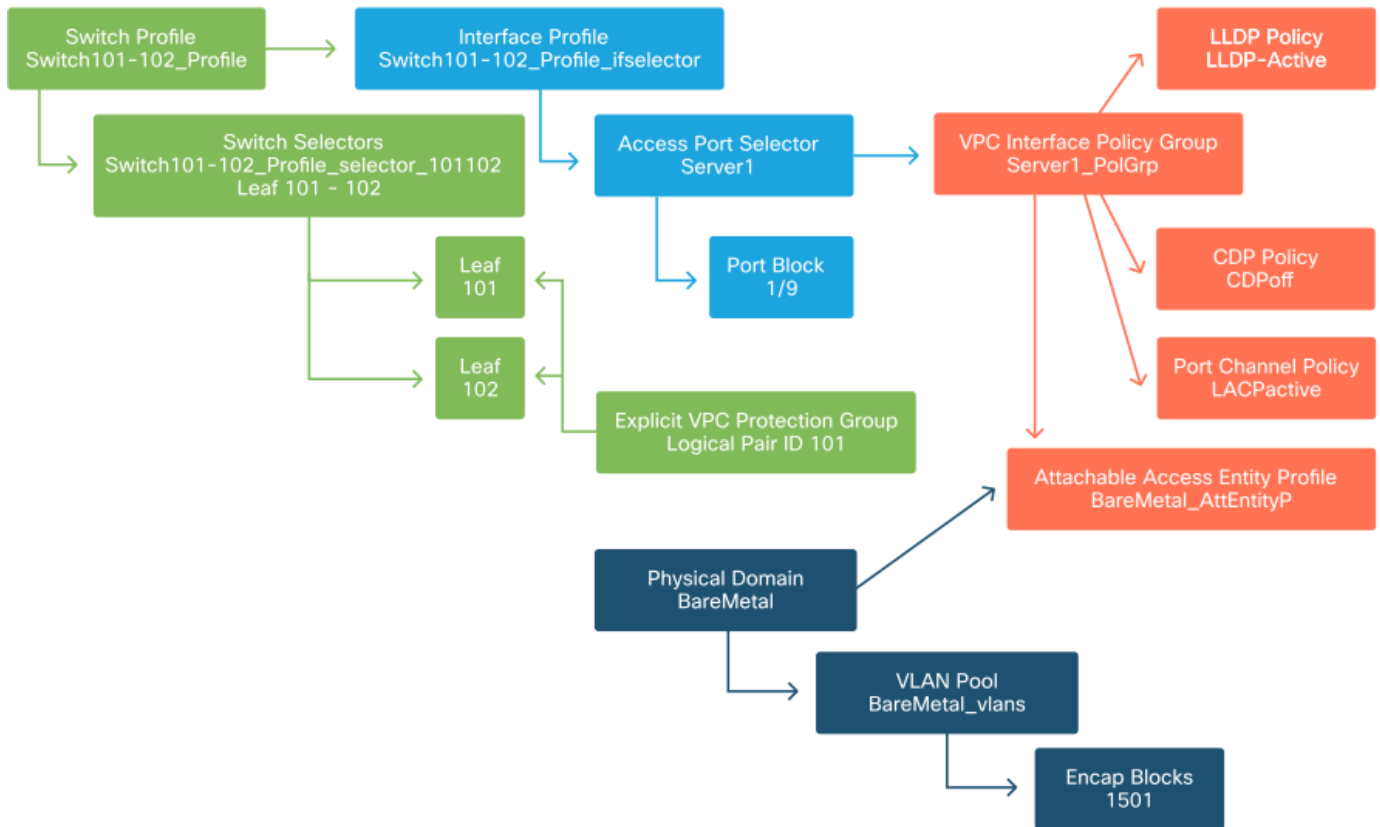 Switch Profile
Switch101-102_Profile
Interface Profile
Switch101-102_Profile_ifselector
LLDP Policy
LLDP-Active
Switch Selectors
Switch101-102_Profile_selector_101102
Leaf 101 - 102
Access Port Selector
Server1
VPC Interface Policy Group
Server1_PolGrp
Leaf
101
Port Block
1/9
CDP Policy
CDPoff
Leaf
102
Port Channel Policy
LACPactive
Explicit VPC Protection Group
Logical Pair ID 101
Attachable Access Entity Profile
BareMetal_AttEntityP
Physical Domain
BareMetal
VLAN Pool
BareMetal_vlans
Encap Blocks
1501